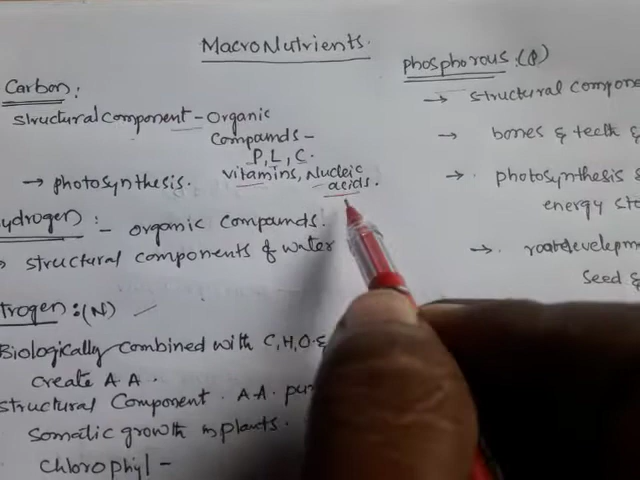 MacroNutrients.
Carbon:
structural component - Organic
Compounds -
P, L, C.
→ photosynthesis. vitamins, Nucleic
acids.
ydrogen: - organic compounds.
structural components of water
trogen: (N)
Biologically combined with C, H, O &
create A.A.
structural Component. A.A.
Somatic growth in plants.
chlorophyl -
phosphorous: (P)
→ structural compone
→ bones & teeth &
→ photosynthesis &
energy sto
→ root developm
seed &